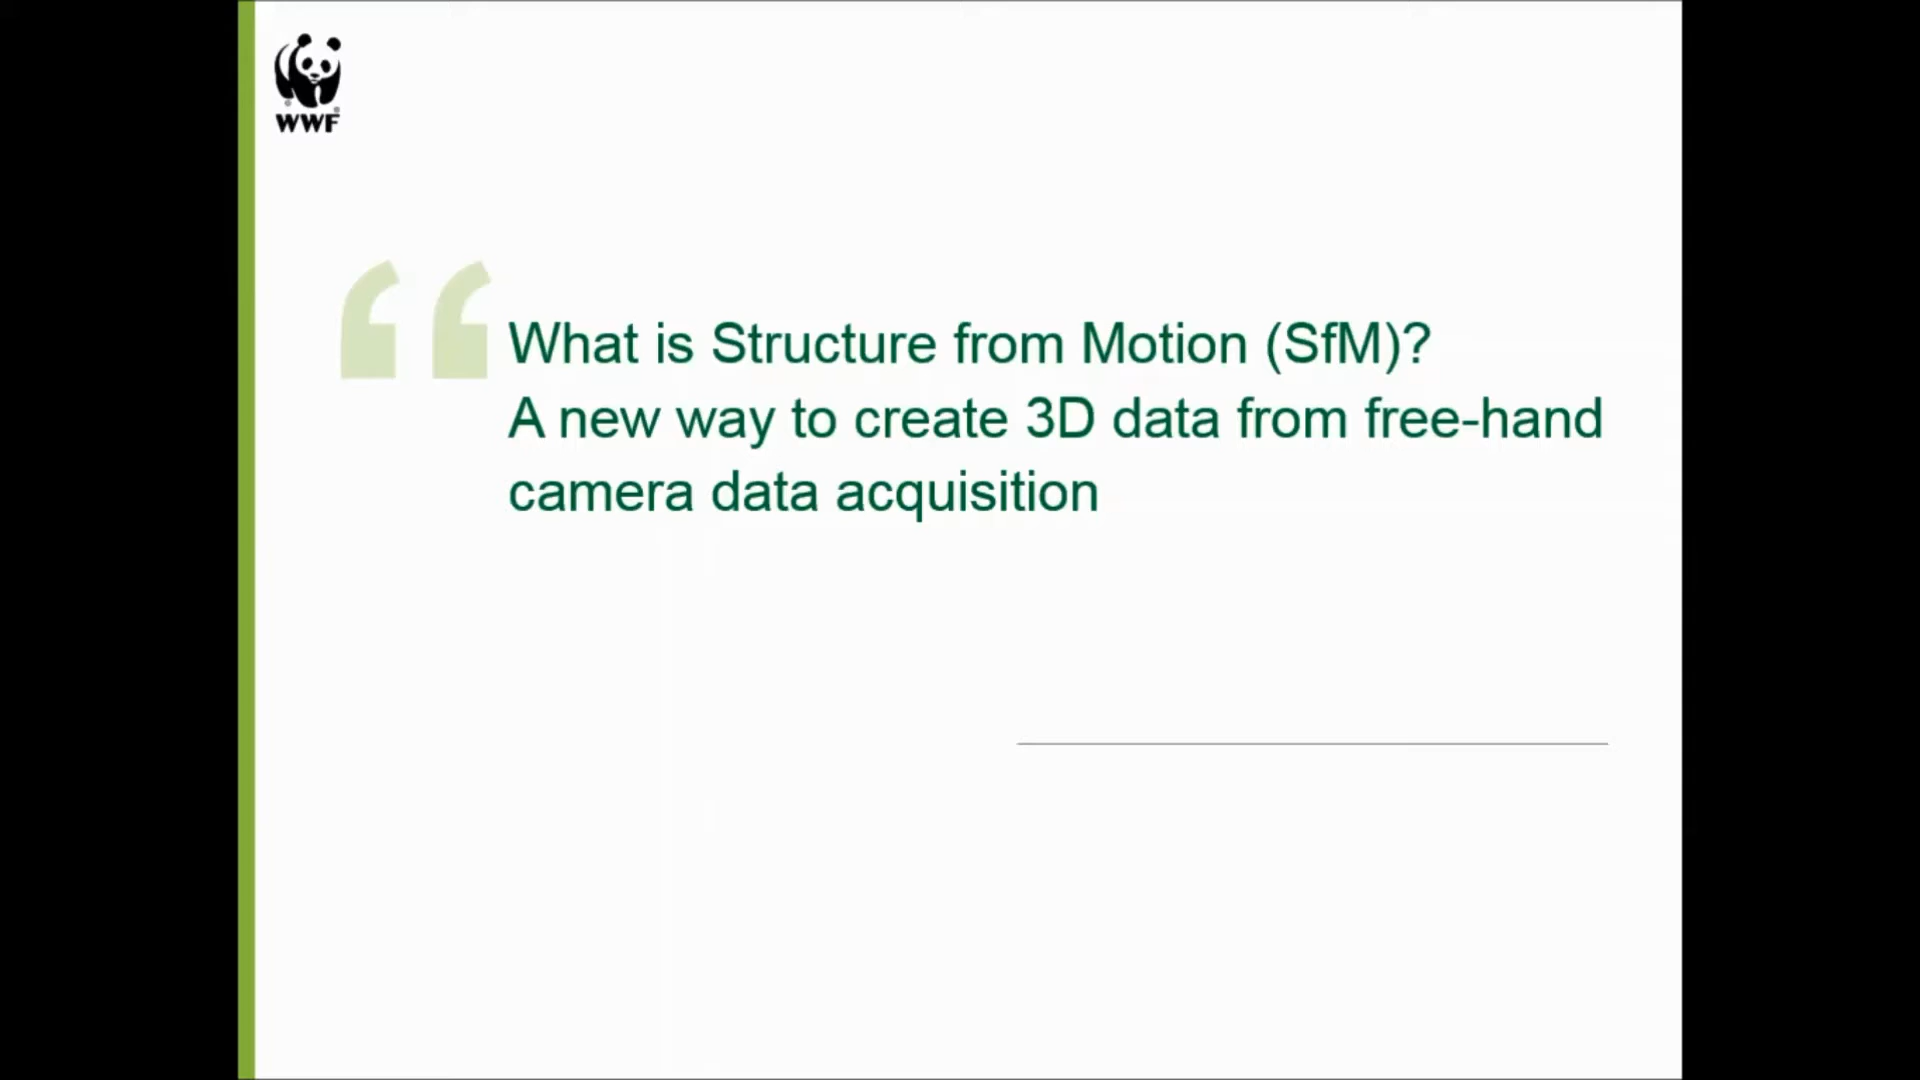 WWF
What is Structure from Motion (SfM)?
A new way to create 3D data from free-hand
camera data acquisition